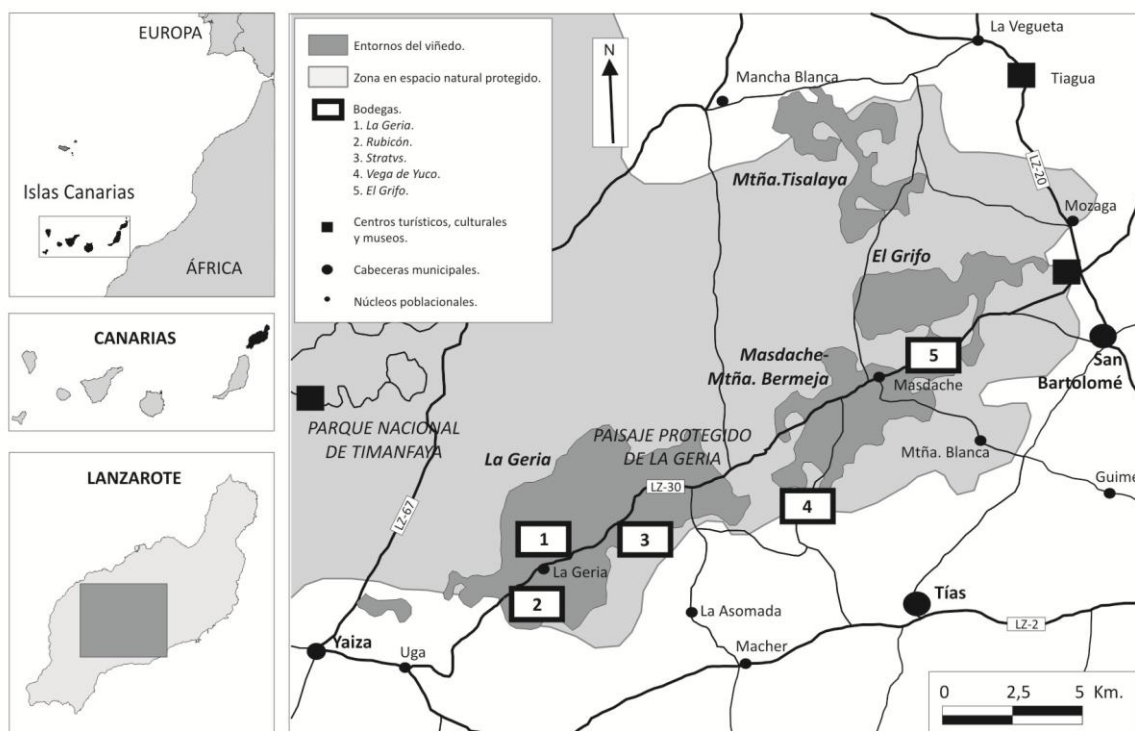 EUROPA
Islas Canarias
ÁFRICA
CANARIAS
LANZAROTE
Entornos del viñedo.
Zona en espacio natural protegido.
Bodegas.
1. La Geria.
2. Rubicón.
3. Stratvs.
4. Vega de Yuco.
5. El Grifo.
Centros turísticos, culturales
y museos.
Cabeceras municipales.
Núcleos poblacionales.
N
La Vegueta
Tiagua
Mancha Blanca
Mtña.Tisalaya
LZ-20
Mozaga
El Grifo
San
Bartolomé
Masdache-
Mtña. Bermeja
5
Masdache
PARQUE NACIONAL
DE TIMANFAYA
PAISAJE PROTEGIDO
DE LA GERIA
La Geria
Mtña. Blanca
Guime
LZ-67
LZ-30
4
1
3
La Geria
2
Tías
La Asomada
LZ-2
Yaiza
Uga
Macher
0 2,5 5 Km.